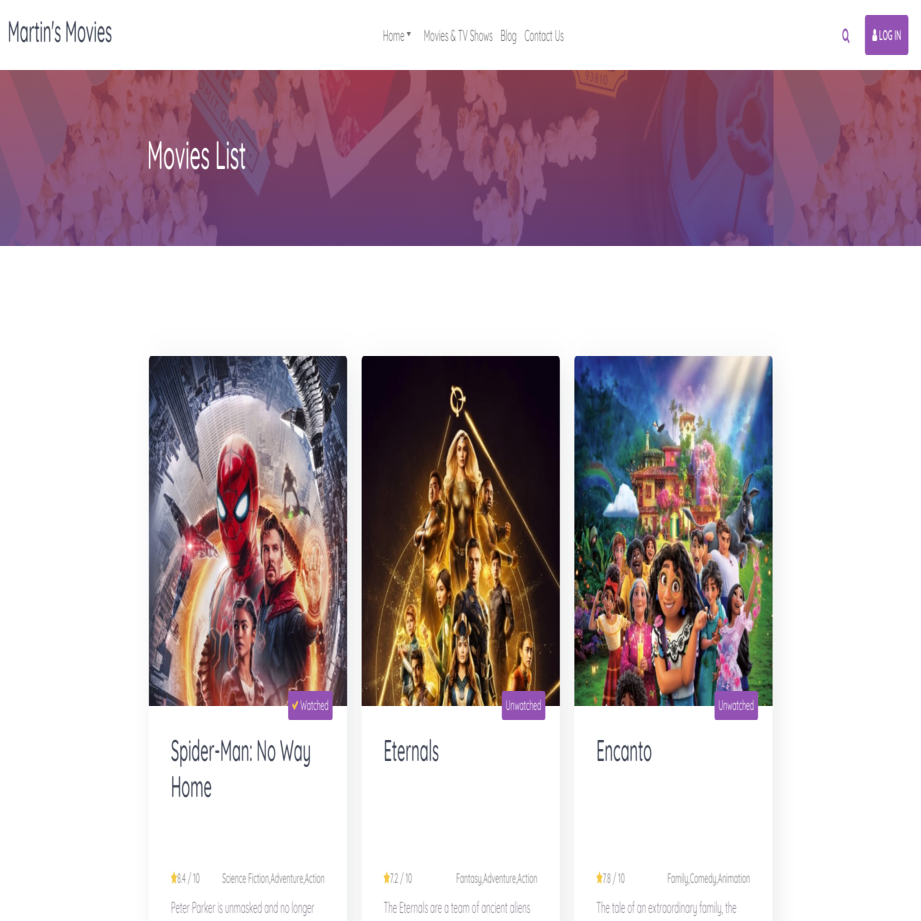 Martin's Movies
Home Movies & TV Shows Blog Contact Us
LOG IN
Movies List
Watched
Unwatched
Unwatched
Spider-Man: No Way
Home
Eternals
Encanto
8.4 / 10 Science Fiction,Adventure,Action
7.2 / 10 Fantasy,Adventure,Action
7.8 / 10 Family,Comedy,Animation
Peter Parker is unmasked and no longer
The Eternals are a team of ancient aliens
The tale of an extraordinary family, the